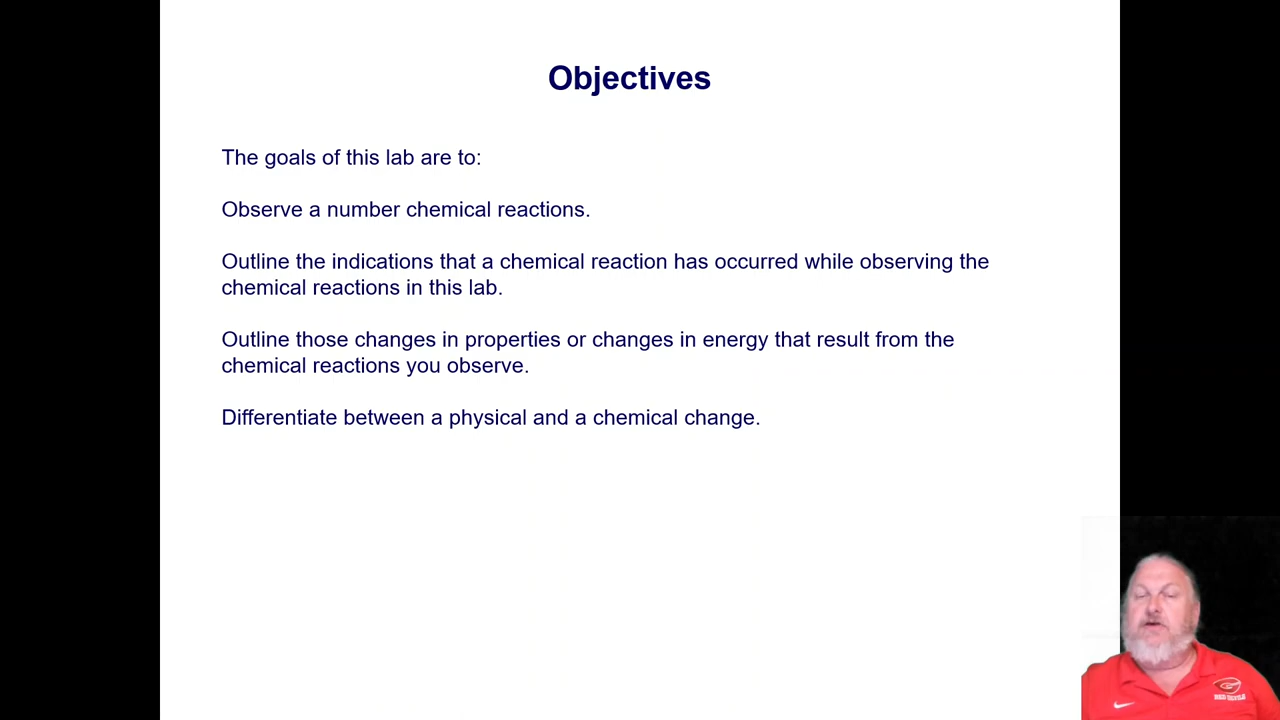 Objectives
The goals of this lab are to:
Observe a number chemical reactions.
Outline the indications that a chemical reaction has occurred while observing the
chemical reactions in this lab.
Outline those changes in properties or changes in energy that result from the
chemical reactions you observe.
Differentiate between a physical and a chemical change.
RED DEVILS